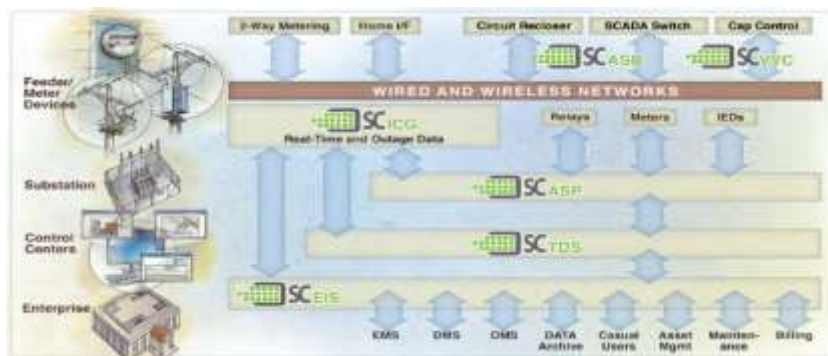 2-Way Metering
Home I/F
Circuit Recloser
SCADA Switch
Cap Control
SC ASB
SC VVC
Feeder/
Meter
Devices
WIRED AND WIRELESS NETWORKS
SC ICG
Real-Time and Outage Data
Relays
Meters
IEDs
Substation
SC ASP
Control
Centers
SC TDS
SC EIS
Enterprise
EMS
DMS
OMS
DATA
Archive
Casual
Users
Asset
Mgmt
Mainten-
ance
Billing